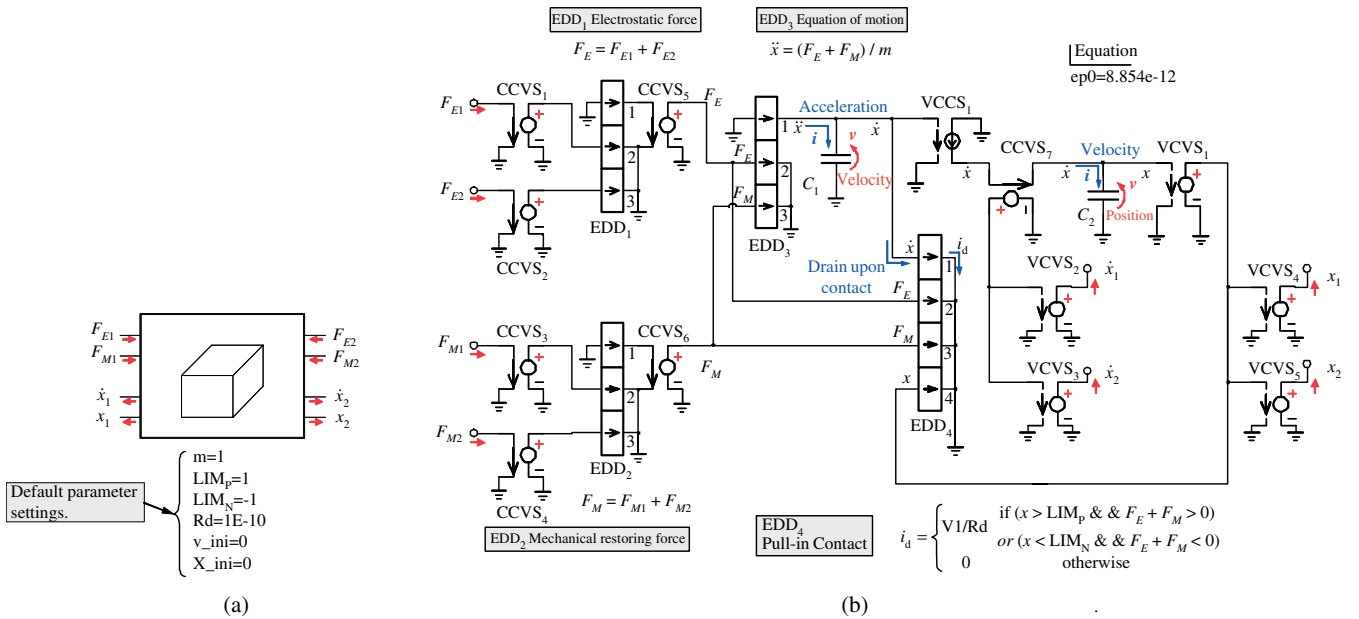 F_E1
F_M1
ẋ_1
x_1
F_E2
F_M2
ẋ_2
x_2
Default parameter
settings.
m=1
LIM_P=1
LIM_N=-1
Rd=1E-10
v_ini=0
X_ini=0
(a)
EDD_1 Electrostatic force
F_E = F_E1 + F_E2
EDD_3 Equation of motion
ẍ = (F_E + F_M) / m
Equation
ep0=8.854e-12
F_E1
CCVS_1
+
−
1
2
3
EDD_1
CCVS_5
+
−
F_E
F_E2
CCVS_2
+
−
F_E
F_M
1
2
3
EDD_3
Acceleration
ẍ
i
v
ẋ
C_1
Velocity
VCCS_1
ẋ
CCVS_7
+
ı
ẋ
Velocity
i
v
x
C_2
Position
VCVS_1
+
−
Drain upon
contact
ẋ
F_E
F_M
x
i_d
1
2
3
4
EDD_4
VCVS_2
ẋ_1
+
−
VCVS_3
ẋ_2
+
−
VCVS_4
x_1
+
−
VCVS_5
x_2
+
−
F_M1
CCVS_3
+
−
1
2
3
EDD_2
CCVS_6
+
−
F_M
F_M2
CCVS_4
+
−
F_M = F_M1 + F_M2
EDD_2 Mechanical restoring force
EDD_4
Pull-in Contact
i_d =
V1/Rd
if (x > LIM_P & & F_E + F_M > 0)
or (x < LIM_N & & F_E + F_M < 0)
0
otherwise
(b)
.